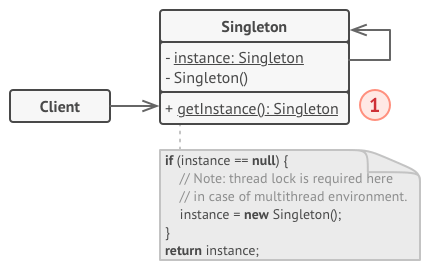 Singleton
- instance: Singleton
- Singleton()
+ getInstance(): Singleton
1
Client
if (instance == null) {
// Note: thread lock is required here
// in case of multithread environment.
instance = new Singleton();
}
return instance;